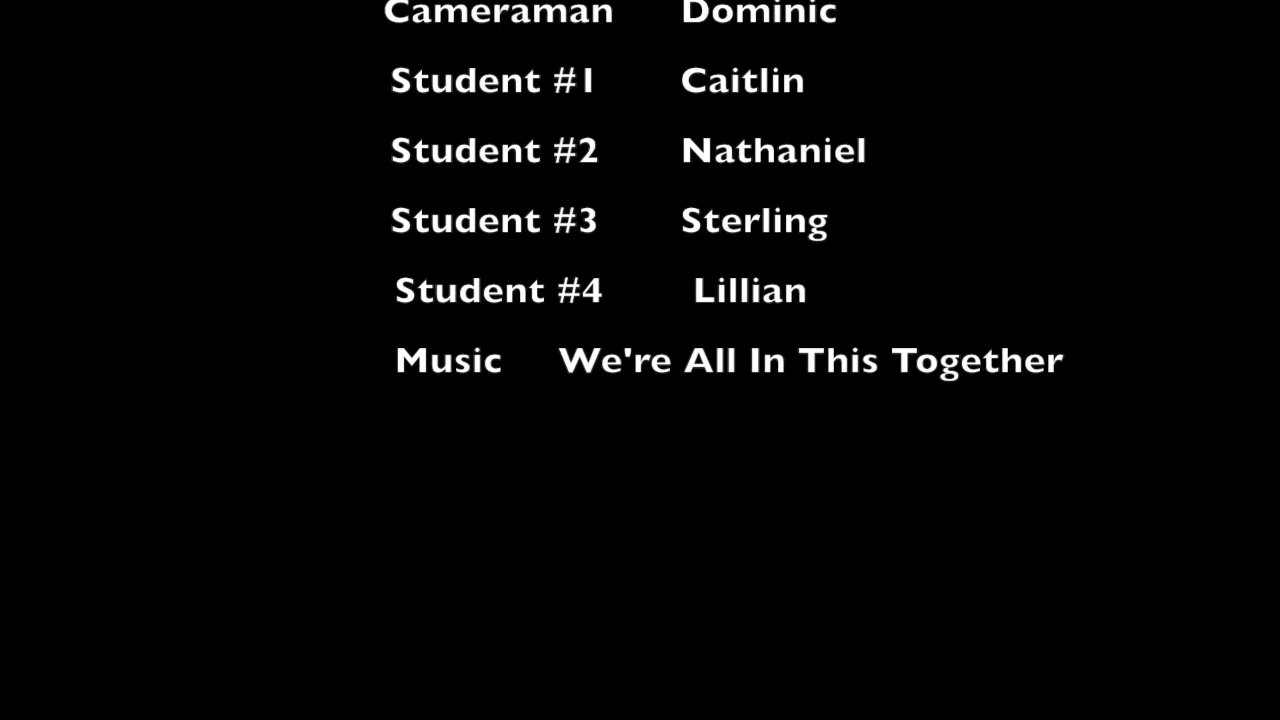 Cameraman Dominic
Student #1 Caitlin
Student #2 Nathaniel
Student #3 Sterling
Student #4 Lillian
Music We're All In This Together